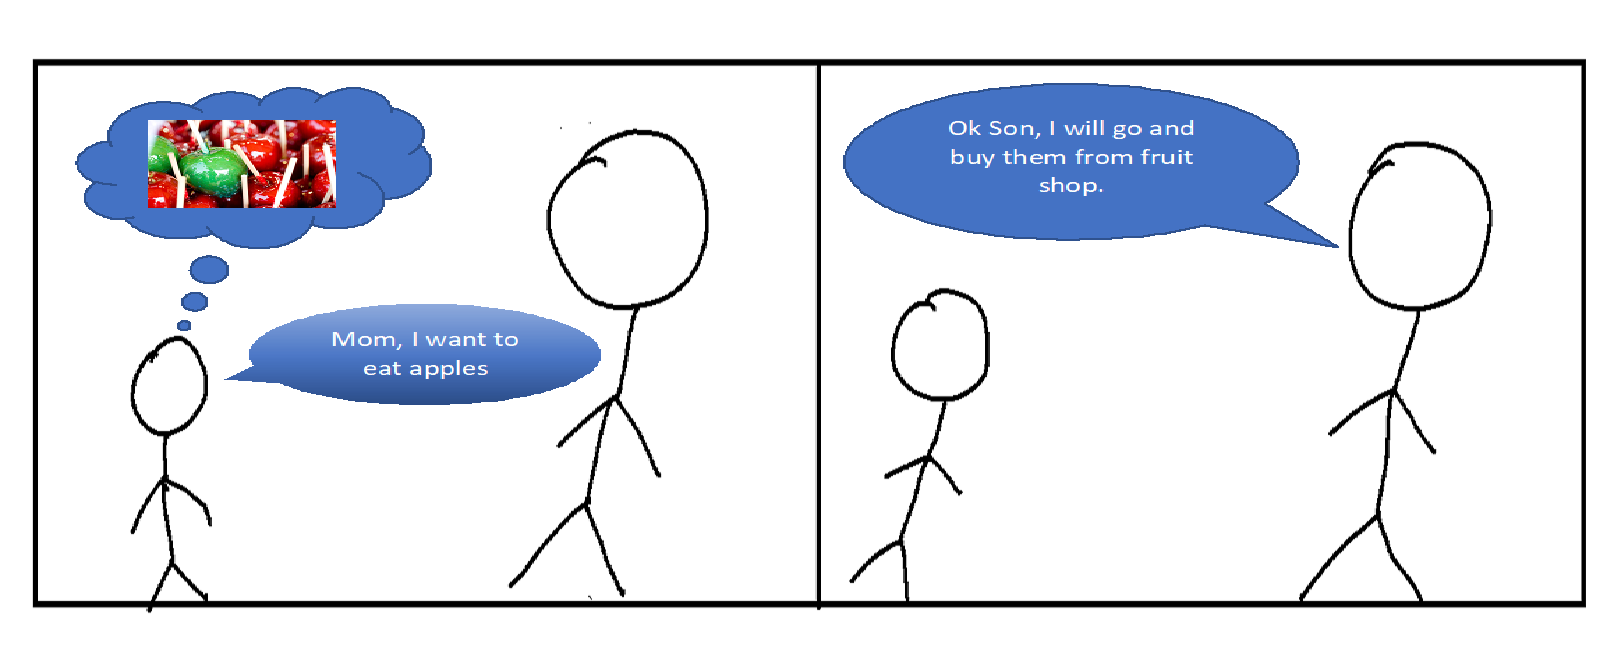 Mom, I want to
eat apples
Ok Son, I will go and
buy them from fruit
shop.